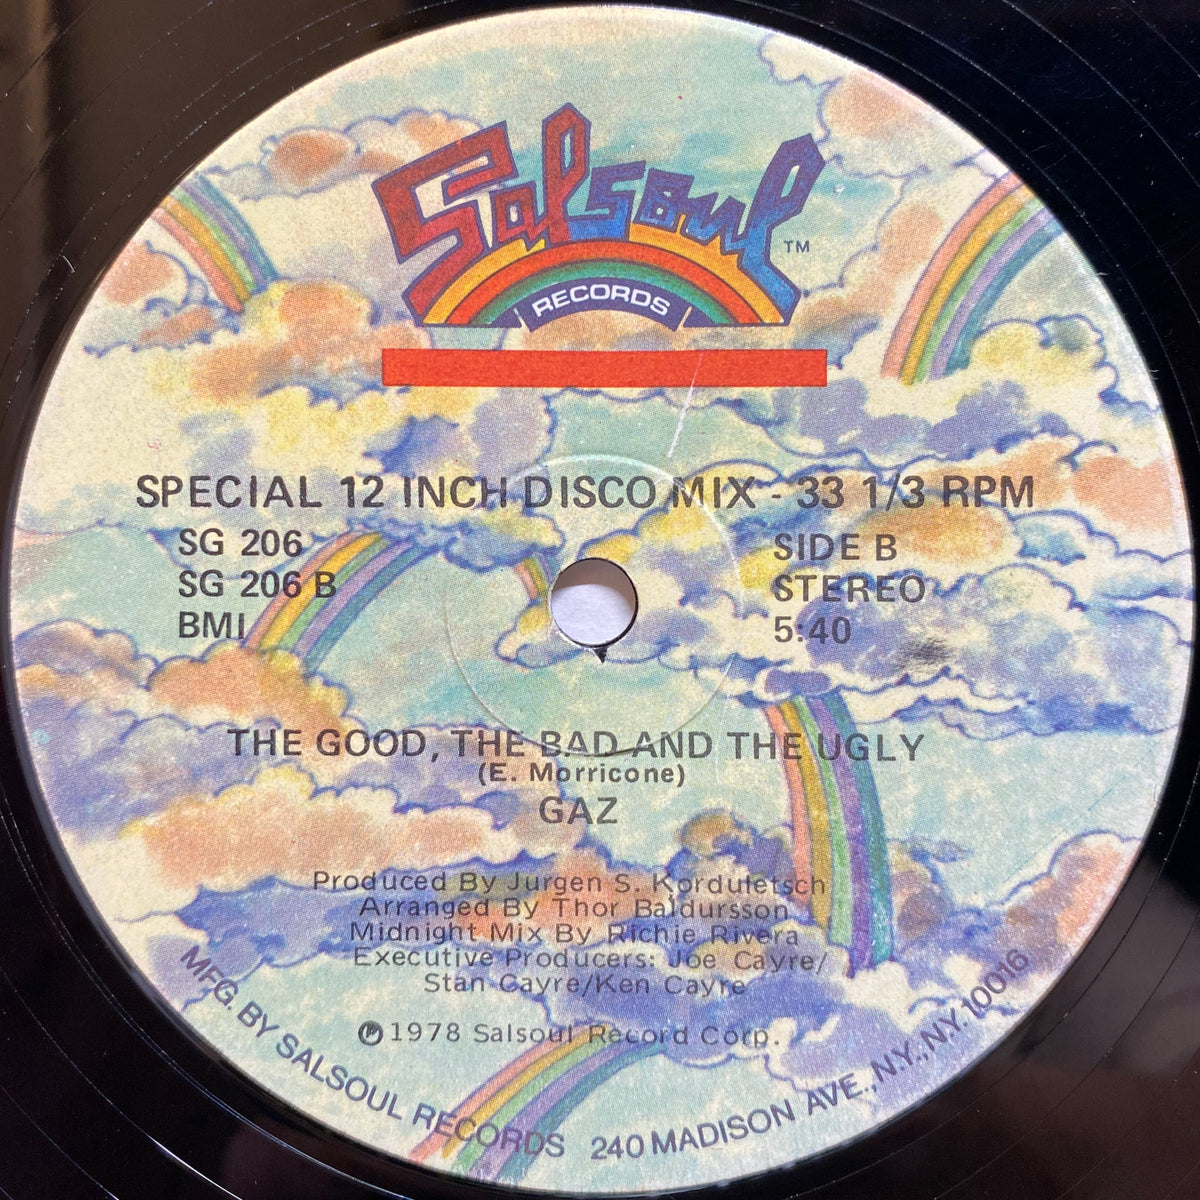 Salsoul TM
RECORDS
SPECIAL 12 INCH DISCO MIX - 33 1/3 RPM
SG 206
SG 206 B
BMI
SIDE B
STEREO
5:40
THE GOOD, THE BAD AND THE UGLY
(E. Morricone)
GAZ
Produced By Jurgen S. Korduletsch
Arranged By Thor Baldursson
Midnight Mix By Richie Rivera
Executive Producers: Joe Cayre/
Stan Cayre/Ken Cayre
Ⓟ 1978 Salsoul Record Corp.
MFG. BY SALSOUL RECORDS 240 MADISON AVE., N.Y., N.Y. 10016